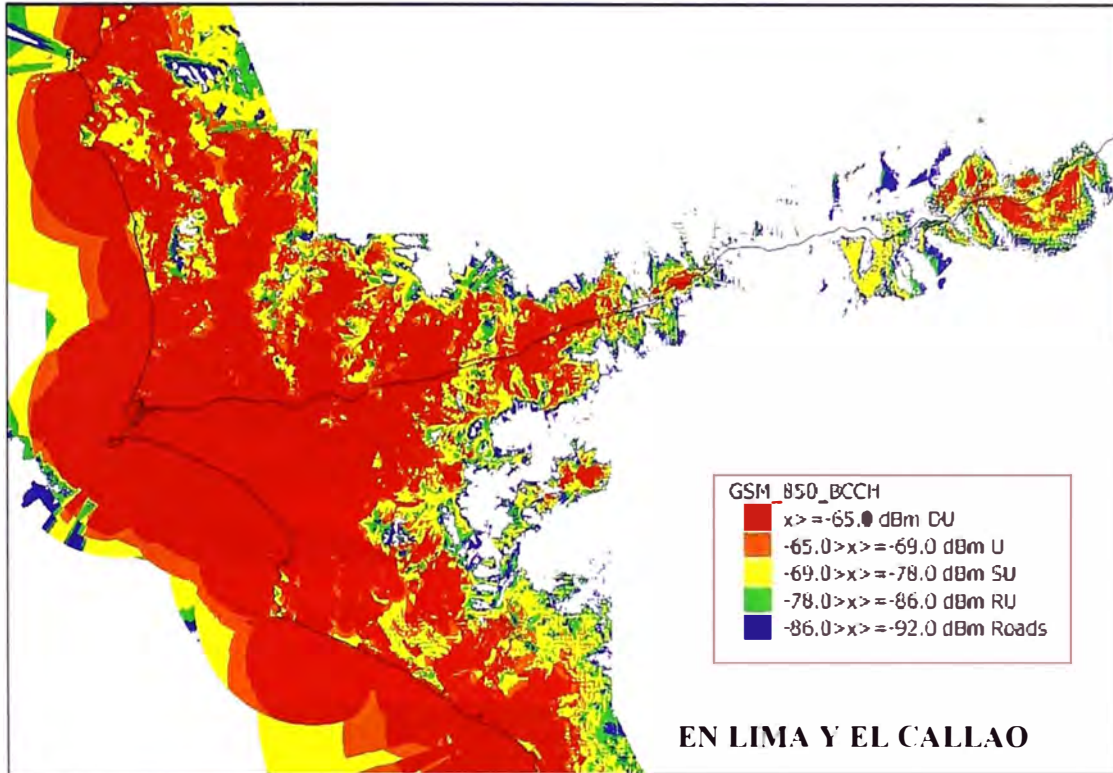 GSM_850_BCCH
x>=-65.0 dBm DU
-65.0>x>=-69.0 dBm U
-69.0>x>=-78.0 dBm SU
-78.0>x>=-86.0 dBm RU
-86.0>x>=-92.0 dBm Roads
EN LIMA Y EL CALLAO